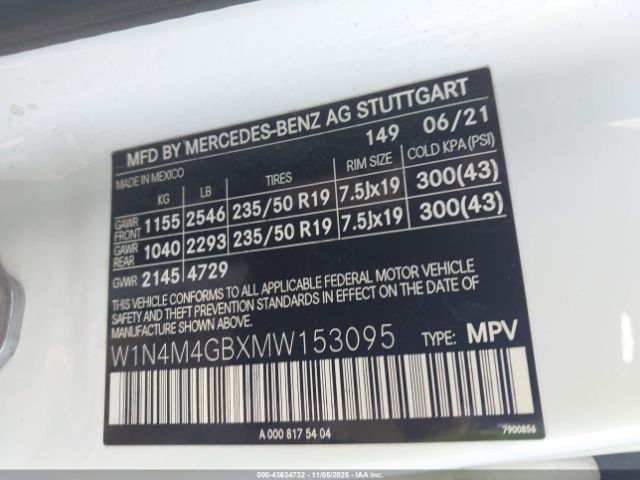 MFD BY MERCEDES-BENZ AG STUTTGART
MADE IN MEXICO 149 06/21
KG LB TIRES RIM SIZE COLD KPA(PSI)
GAWR FRONT 1155 2546 235/50 R19 7.5Jx19 300(43)
GAWR REAR 1040 2293 235/50 R19 7.5Jx19 300(43)
GVWR 2145 4729
THIS VEHICLE CONFORMS TO ALL APPLICABLE FEDERAL MOTOR VEHICLE
SAFETY AND THEFT PREVENTION STANDARDS IN EFFECT ON THE DATE OF
MANUFACTURE SHOWN ABOVE.
W1N4M4GBXMW153095 TYPE: MPV
A 000 817 54 04 7900856
000-43634732 - 11/05/2025 - IAAI.COM